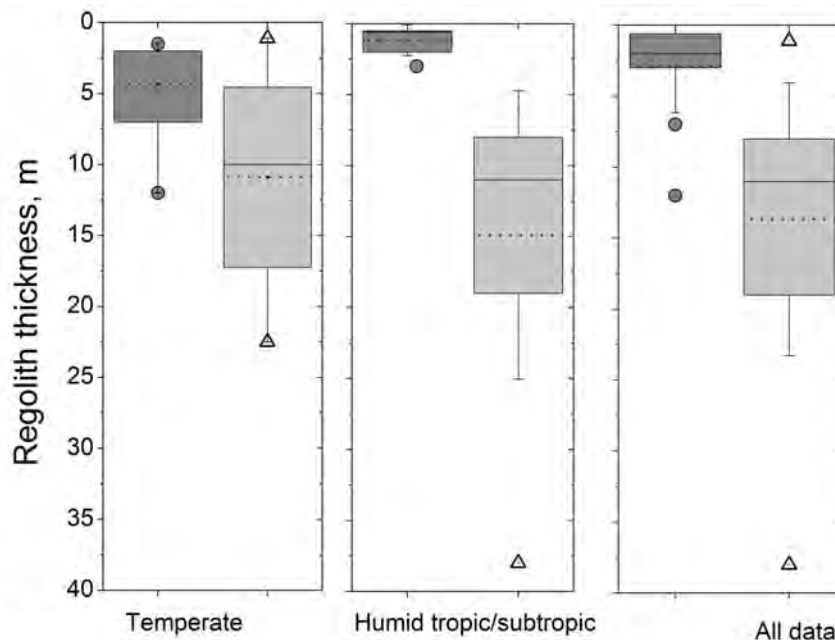 Regolith thickness, m
0
5
10
15
20
25
30
35
40
Temperate
Humid tropic/subtropic
All data